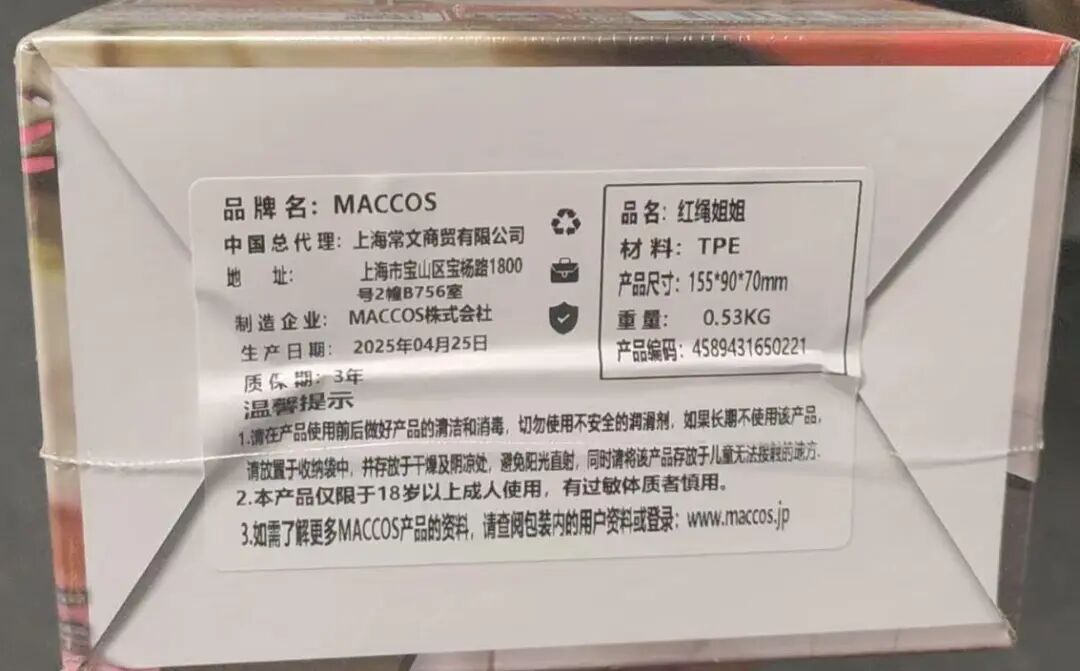 品牌名：MACCOS
中国总代理：上海常文商贸有限公司
地 址：上海市宝山区宝杨路1800
号2幢B756室
制造企业：MACCOS株式会社
生产日期：2025年04月25日
质保期：3年
品名：红绳姐姐
材料：TPE
产品尺寸：155*90*70mm
重量：0.53KG
产品编码：4589431650221
温馨提示
1.请在产品使用前后做好产品的清洁和消毒，切勿使用不安全的润滑剂，如果长期不使用该产品，
请放置于收纳袋中，并存放于干燥及阴凉处，避免阳光直射，同时请将该产品存放于儿童无法接触的地方.
2.本产品仅限于18岁以上成人使用，有过敏体质者慎用。
3.如需了解更多MACCOS产品的资料，请查阅包装内的用户资料或登录：www.maccos.jp